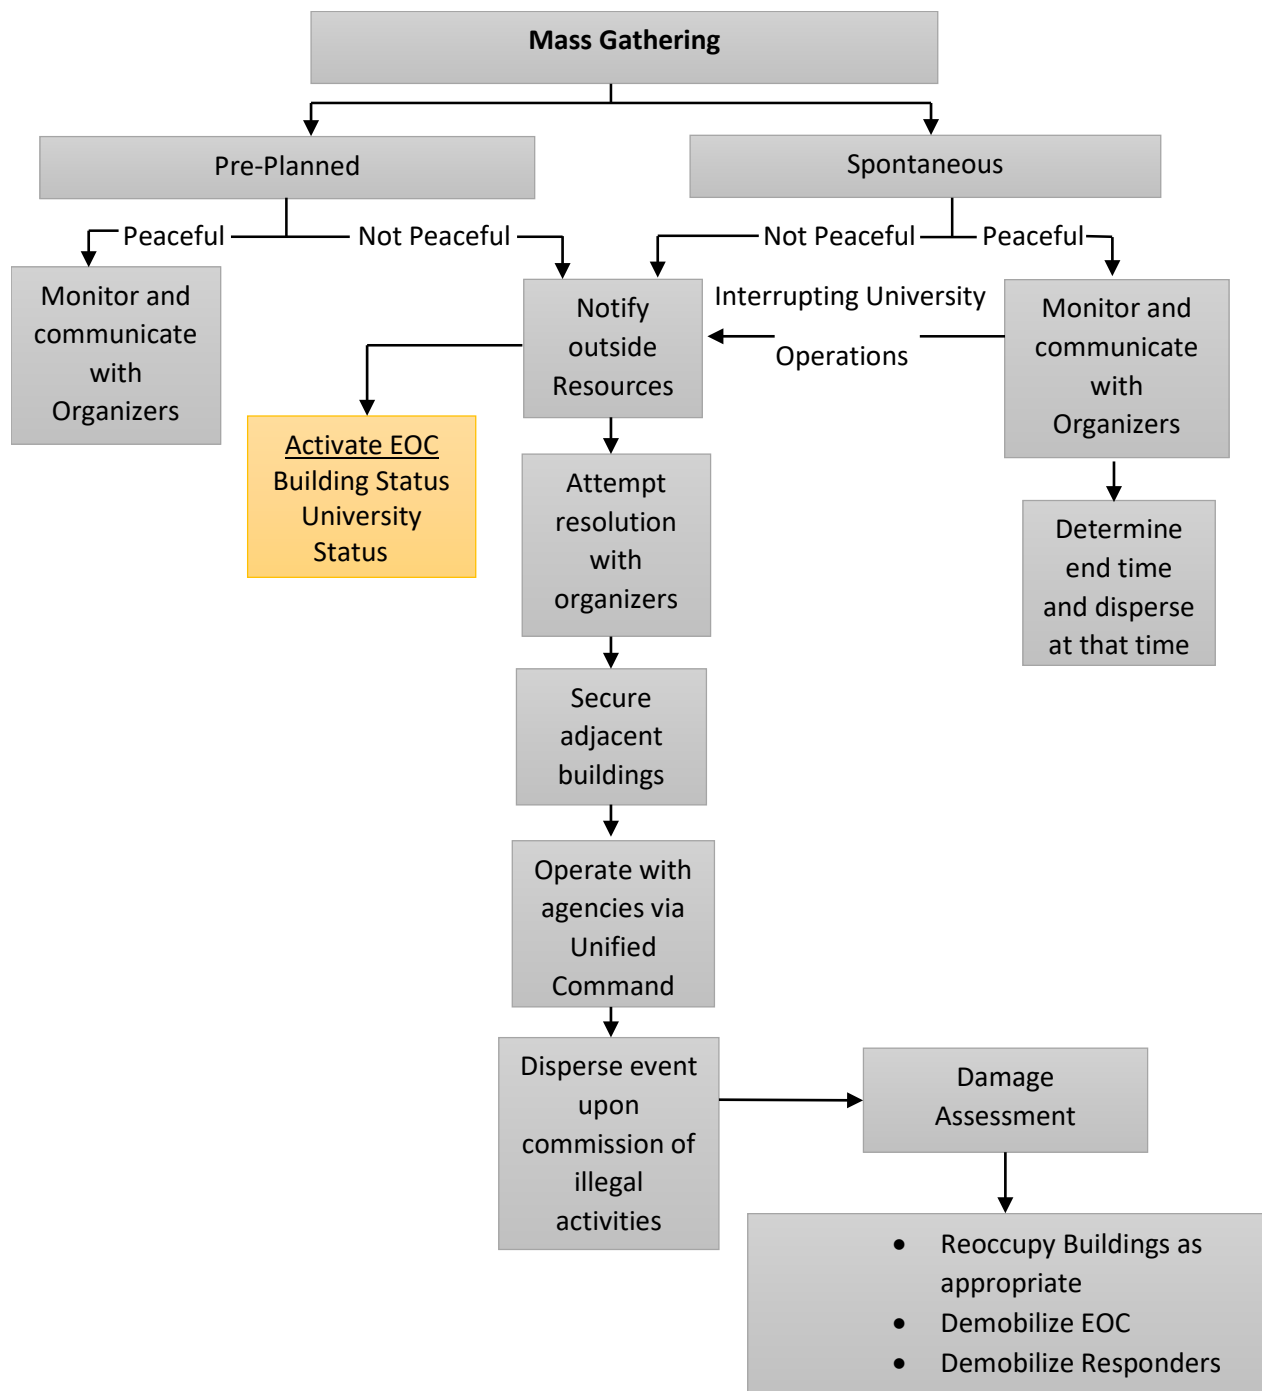 Mass Gathering
Pre-Planned
Spontaneous
Peaceful
Not Peaceful
Not Peaceful
Peaceful
Monitor and
communicate
with
Organizers
Notify
outside
Resources
Interrupting University
Operations
Monitor and
communicate
with
Organizers
Activate EOC
Building Status
University
Status
Attempt
resolution
with
organizers
Determine
end time
and disperse
at that time
Secure
adjacent
buildings
Operate with
agencies via
Unified
Command
Disperse event
upon
commission of
illegal
activities
Damage
Assessment
• Reoccupy Buildings as
appropriate
• Demobilize EOC
• Demobilize Responders